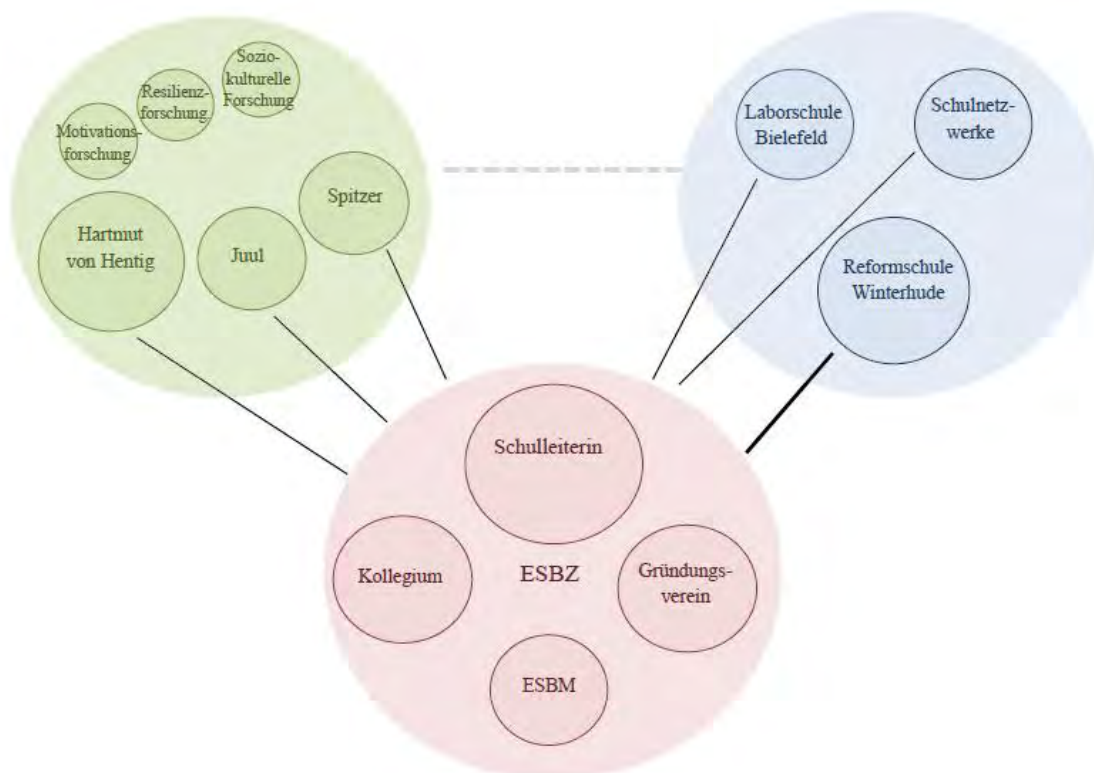 Sozio-
kulturelle
Forschung
Resilienz-
forschung
Motivations-
forschung
Spitzer
Hartmut
von Hentig
Juul
Laborschule
Bielefeld
Schulnetz-
werke
Reformschule
Winterhude
Schulleiterin
Kollegium
ESBZ
Gründungs-
verein
ESBM